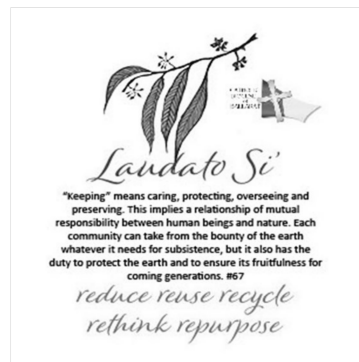 Laudato Si'
"Keeping" means caring, protecting, overseeing and
preserving. This implies a relationship of mutual
responsibility between human beings and nature. Each
community can take from the bounty of the earth
whatever it needs for subsistence, but it also has the
duty to protect the earth and to ensure its fruitfulness for
coming generations. #67
reduce reuse recycle
rethink repurpose